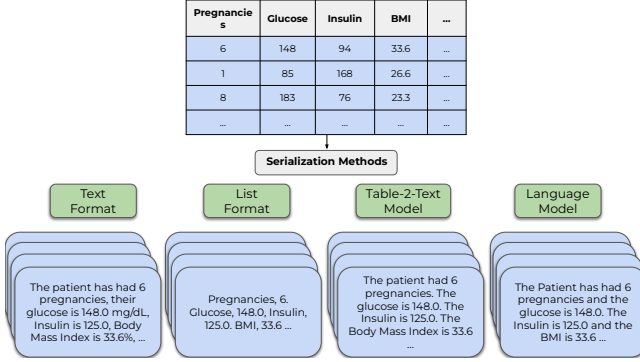 Pregnancie
s Glucose Insulin BMI ...
6 148 94 33.6 ...
1 85 168 26.6 ...
8 183 76 23.3 ...
... ... ... ... ...
Serialization Methods
Text
Format
List
Format
Table-2-Text
Model
Language
Model
The patient has had 6
pregnancies, their
glucose is 148.0 mg/dL,
Insulin is 125.0, Body
Mass Index is 33.6%, ...
Pregnancies, 6.
Glucose, 148.0, Insulin,
125.0. BMI, 33.6 ...
The patient had 6
pregnancies. The
glucose is 148.0. The
Insulin is 125.0. The
Body Mass Index is 33.6
...
The Patient has had 6
pregnancies and the
glucose is 148.0. The
Insulin is 125.0 and the
BMI is 33.6 ...